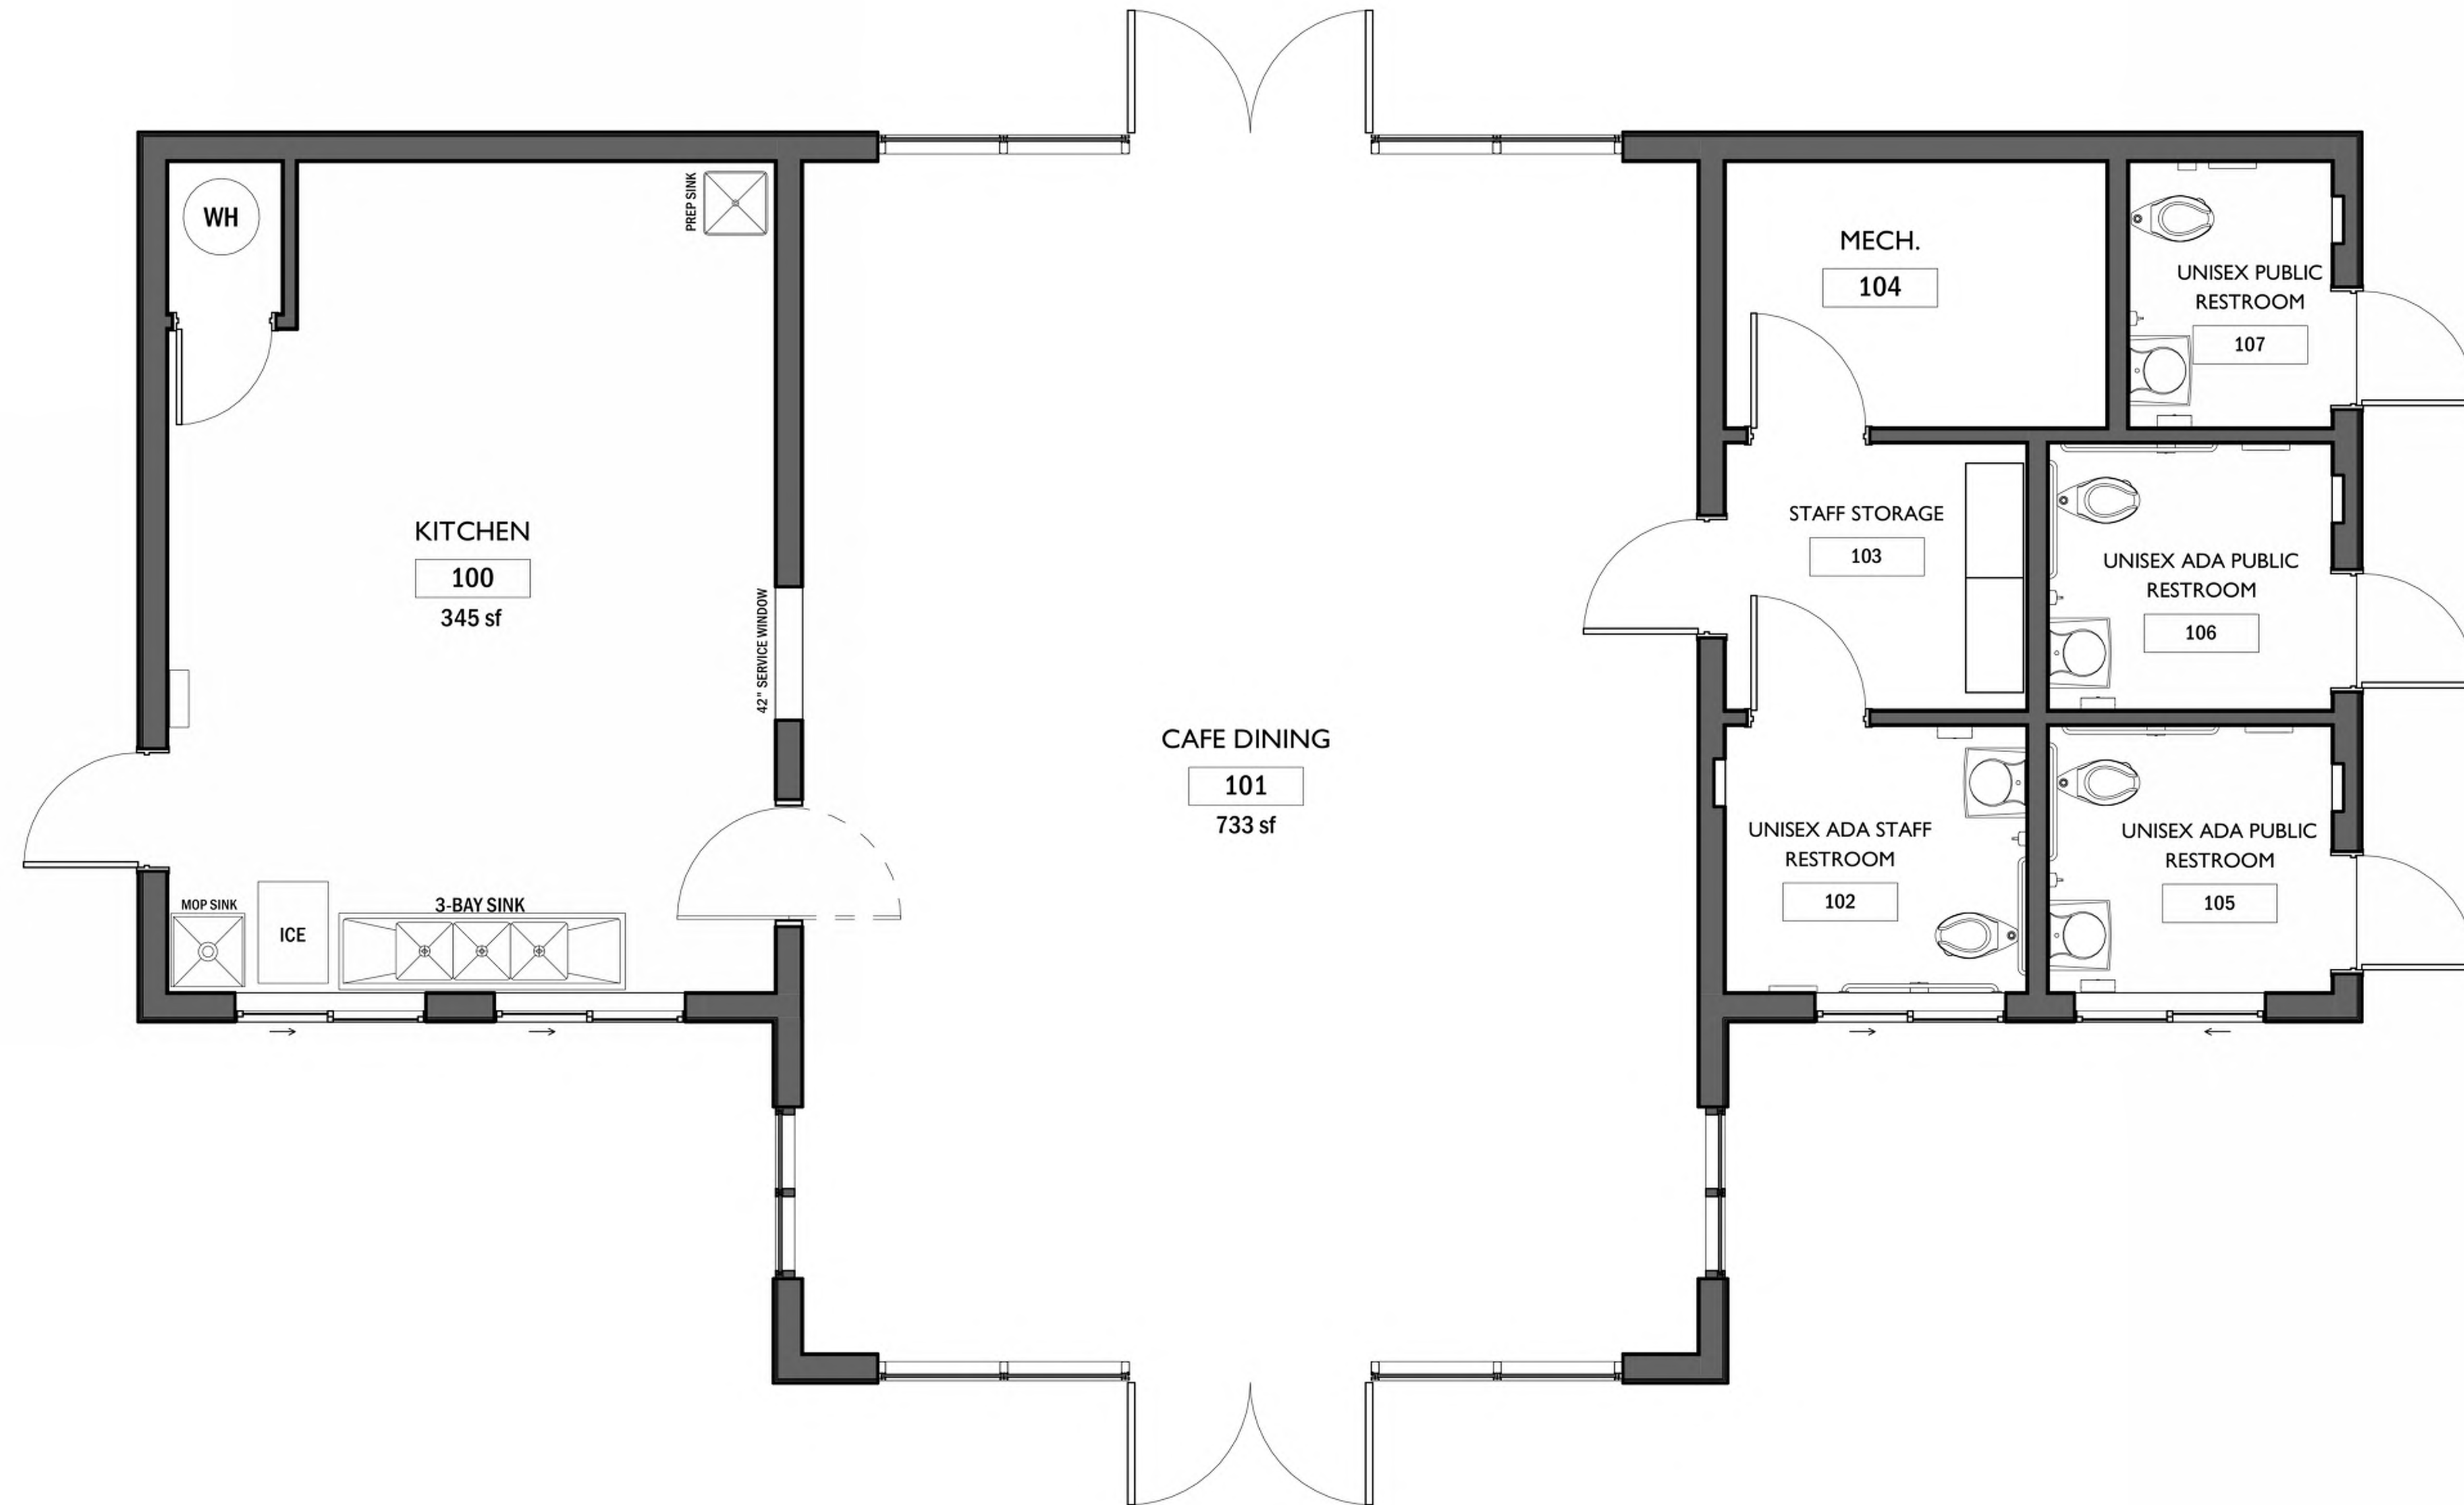 WH
PREP SINK
KITCHEN
100
345 sf
42" SERVICE WINDOW
MOP SINK
ICE
3-BAY SINK
CAFE DINING
101
733 sf
MECH.
104
STAFF STORAGE
103
UNISEX ADA STAFF
RESTROOM
102
UNISEX PUBLIC
RESTROOM
107
UNISEX ADA PUBLIC
RESTROOM
106
UNISEX ADA PUBLIC
RESTROOM
105